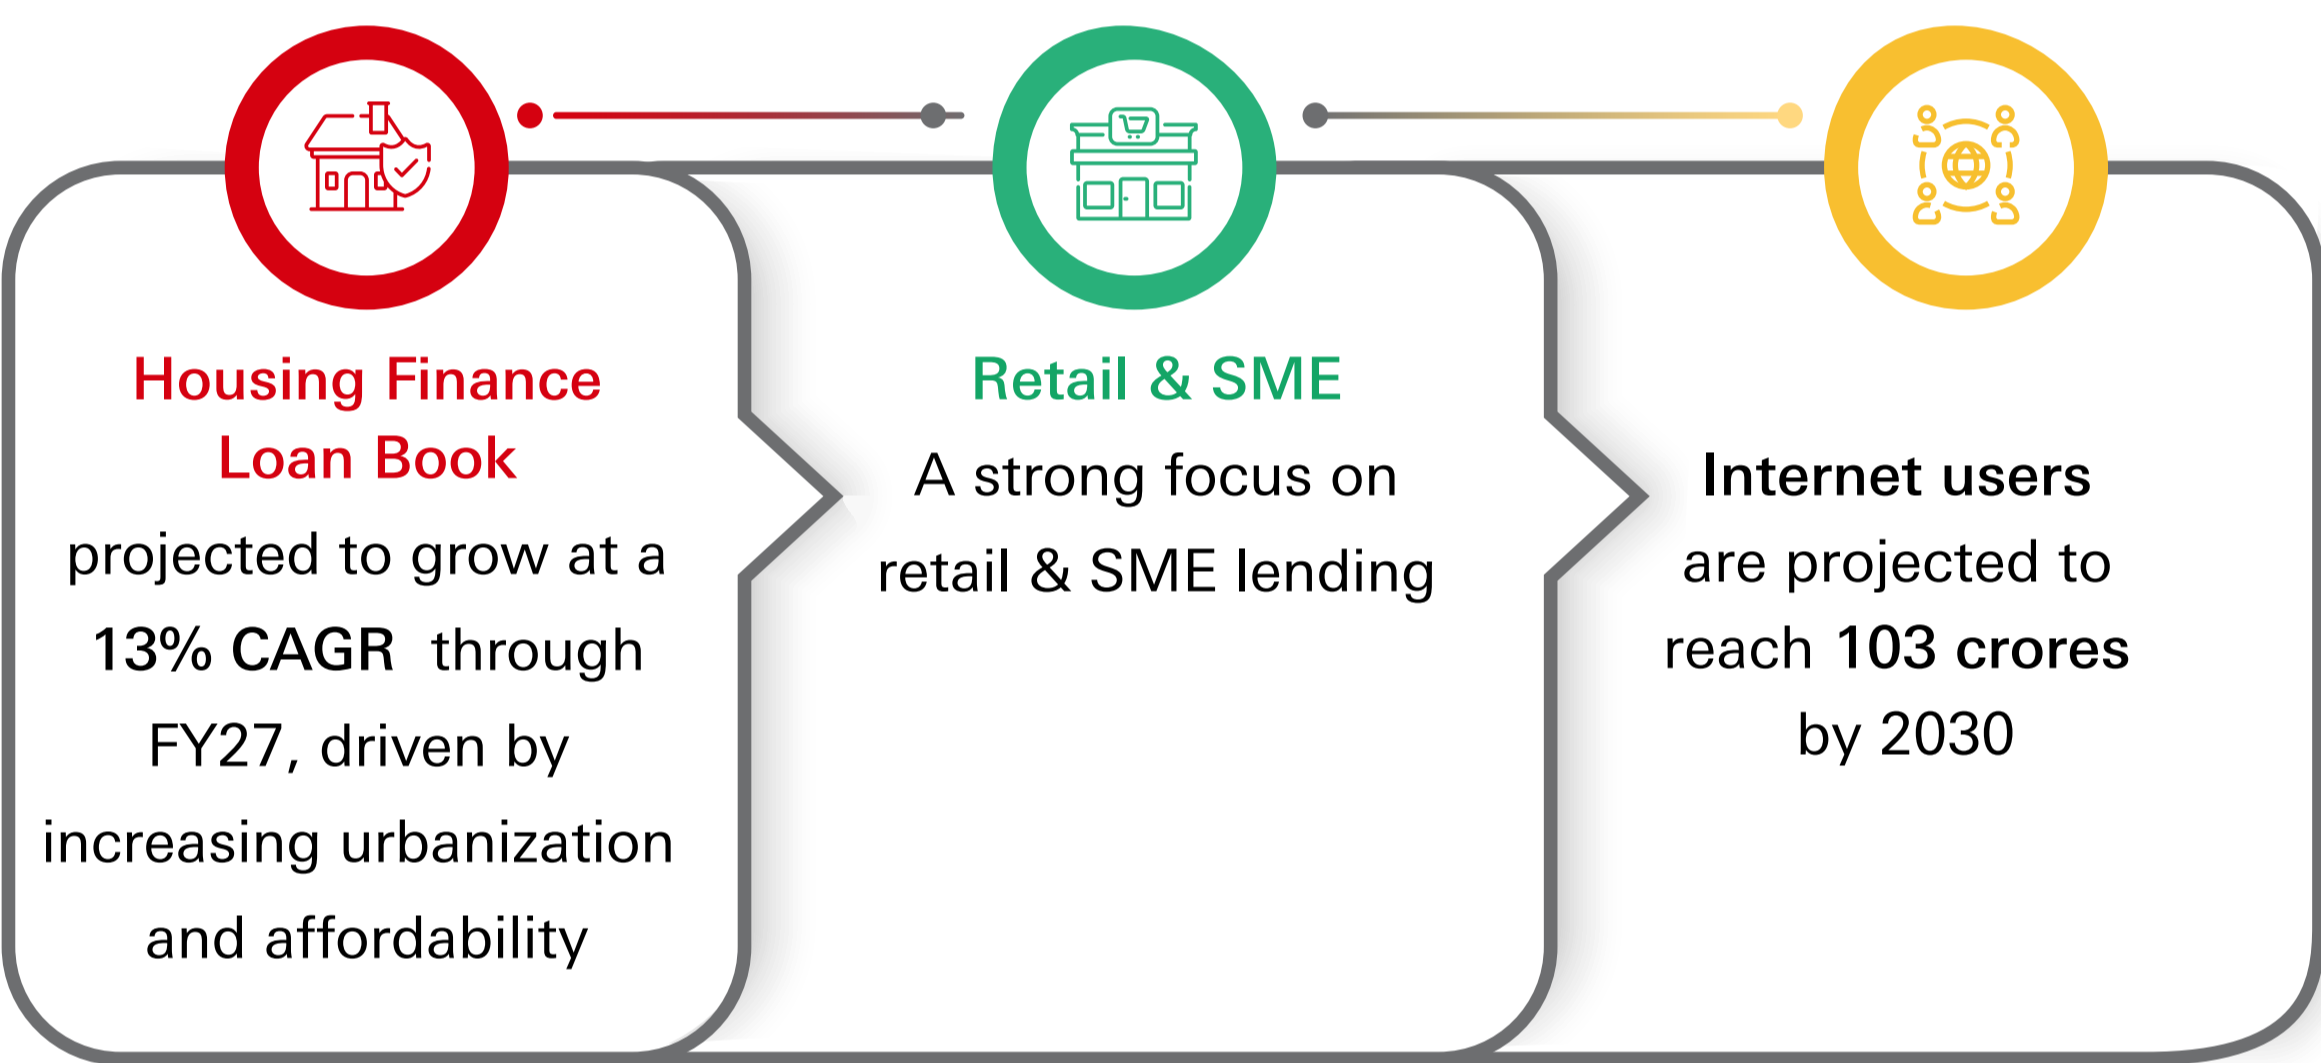 Housing Finance
Loan Book
projected to grow at a
13% CAGR through
FY27, driven by
increasing urbanization
and affordability
Retail & SME
A strong focus on
retail & SME lending
Internet users
are projected to
reach 103 crores
by 2030